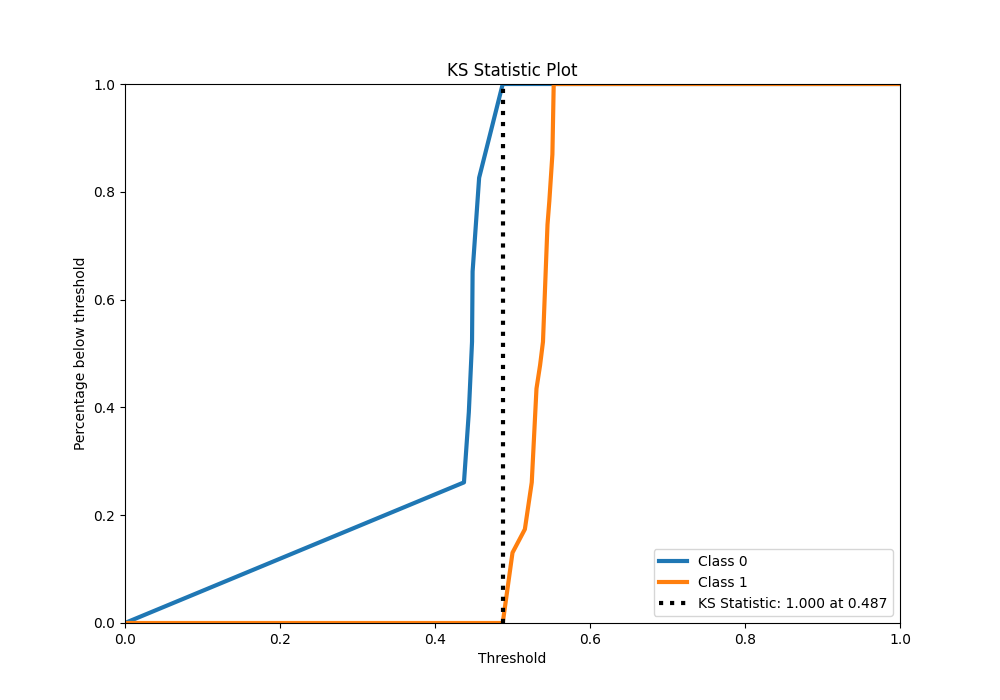 KS Statistic Plot
1.0
0.8
0.6
0.4
0.2
0.0
Percentage below threshold
0.0 0.2 0.4 0.6 0.8 1.0
Threshold
Class 0
Class 1
KS Statistic: 1.000 at 0.487